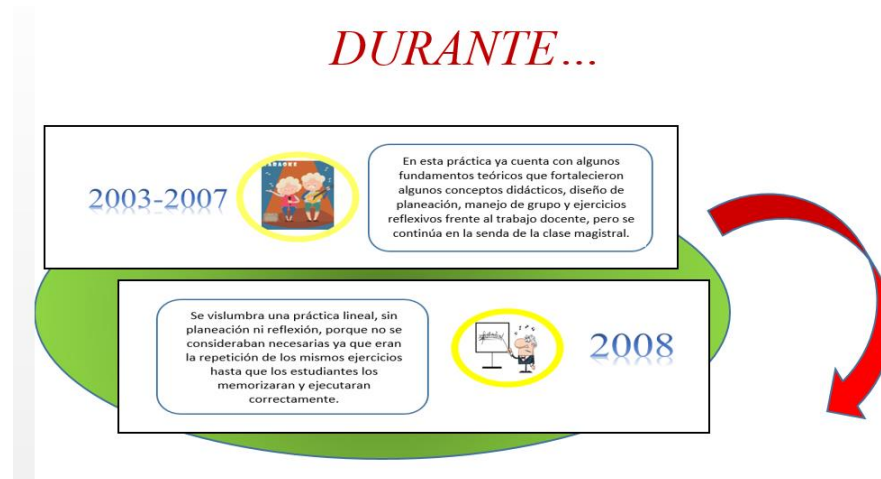 DURANTE…
2003-2007
En esta práctica ya cuenta con algunos
fundamentos teóricos que fortalecieron
algunos conceptos didácticos, diseño de
planeación, manejo de grupo y ejercicios
reflexivos frente al trabajo docente, pero se
continúa en la senda de la clase magistral.
Se vislumbra una práctica lineal, sin
planeación ni reflexión, porque no se
consideraban necesarias ya que eran
la repetición de los mismos ejercicios
hasta que los estudiantes los
memorizaran y ejecutaran
correctamente.
2008